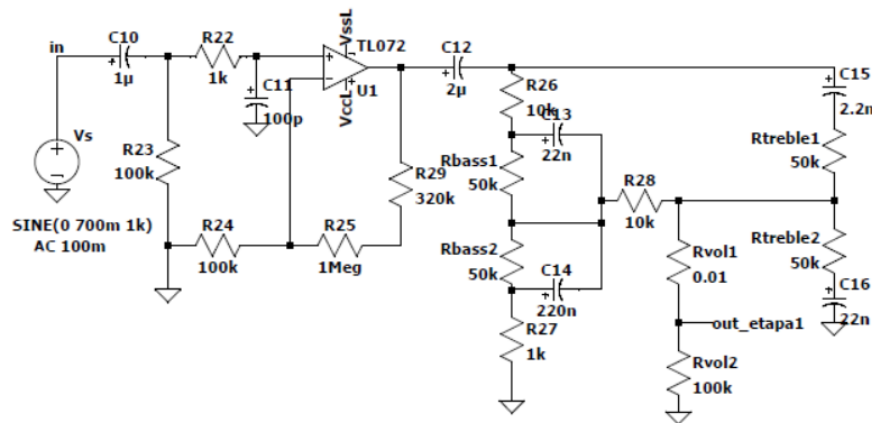 in
C10
1µ
R22
1k
C11
100p
VssL
TL072
U1
VccL
C12
2µ
R26
10k
C13
22n
C15
2.2n
Rtreble1
50k
Vs
R23
100k
R29
320k
Rbass1
50k
R28
10k
SINE(0 700m 1k)
AC 100m
R24
100k
R25
1Meg
Rbass2
50k
C14
220n
Rvol1
0.01
Rtreble2
50k
C16
22n
R27
1k
out_etapa1
Rvol2
100k